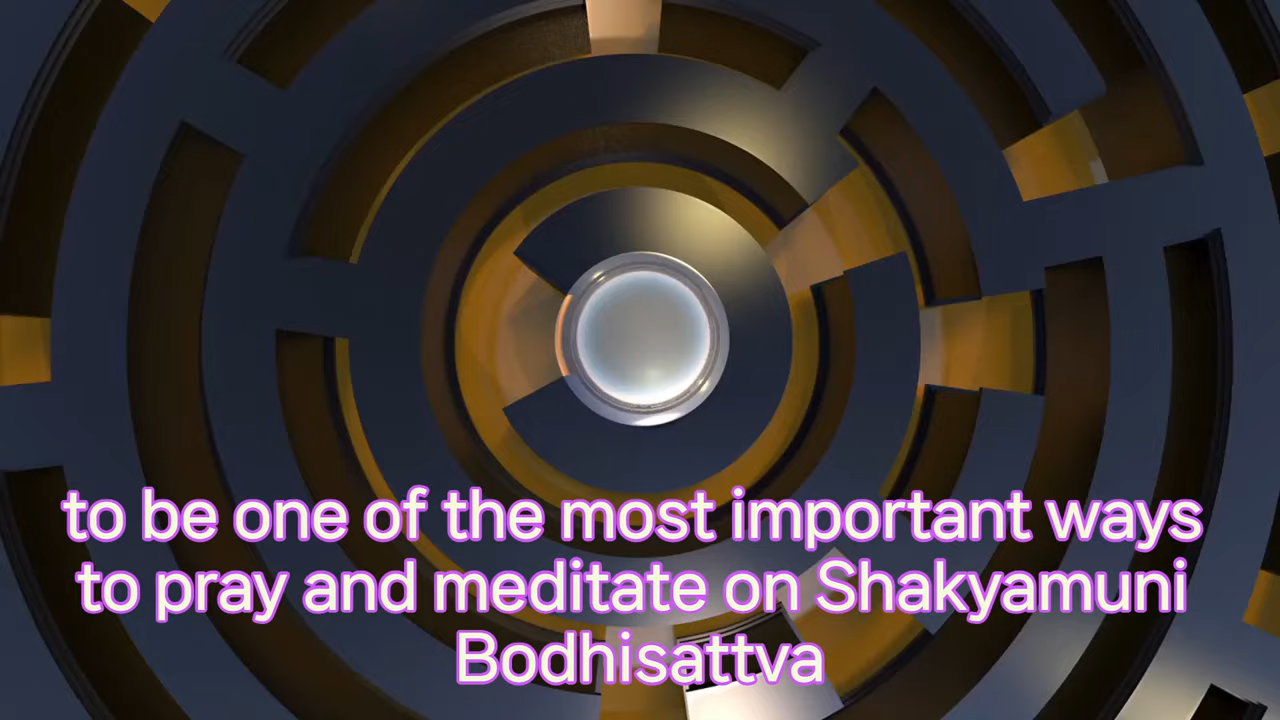 to be one of the most important ways
to pray and meditate on Shakyamuni
Bodhisattva